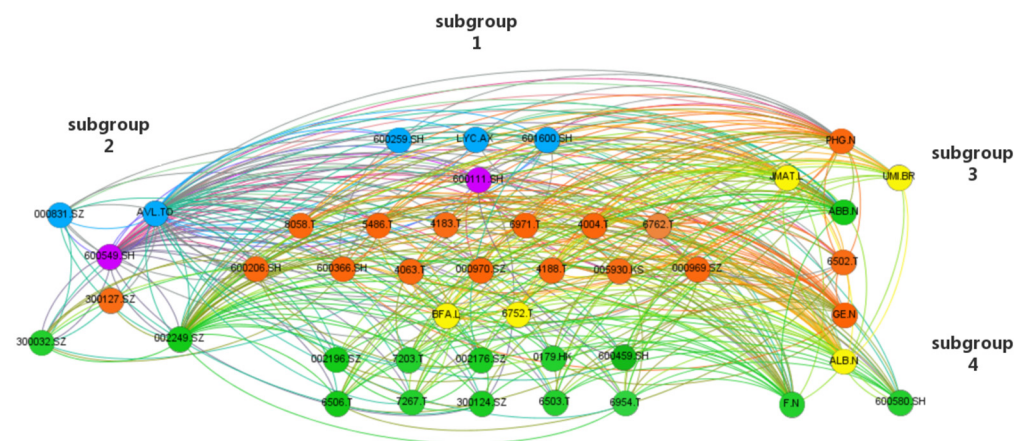 subgroup
1
subgroup
2
subgroup
3
subgroup
4
600259.SH
LYC.AX
601600.SH
PHG.N
600111.SH
JMAT.L
UMI.BR
000831.SZ
AVL.TO
ABB.N
8058.T
5486.T
4183.T
6971.T
4004.T
6762.T
600549.SH
600206.SH
600366.SH
4063.T
000970.SZ
4188.T
005930.KS
000969.SZ
6502.T
300127.SZ
BFA.L
6752.T
GE.N
300032.SZ
002249.SZ
002196.SZ
7203.T
002176.SZ
0179.HK
600459.SH
ALB.N
6506.T
7267.T
300124.SZ
6503.T
6954.T
F.N
600580.SH